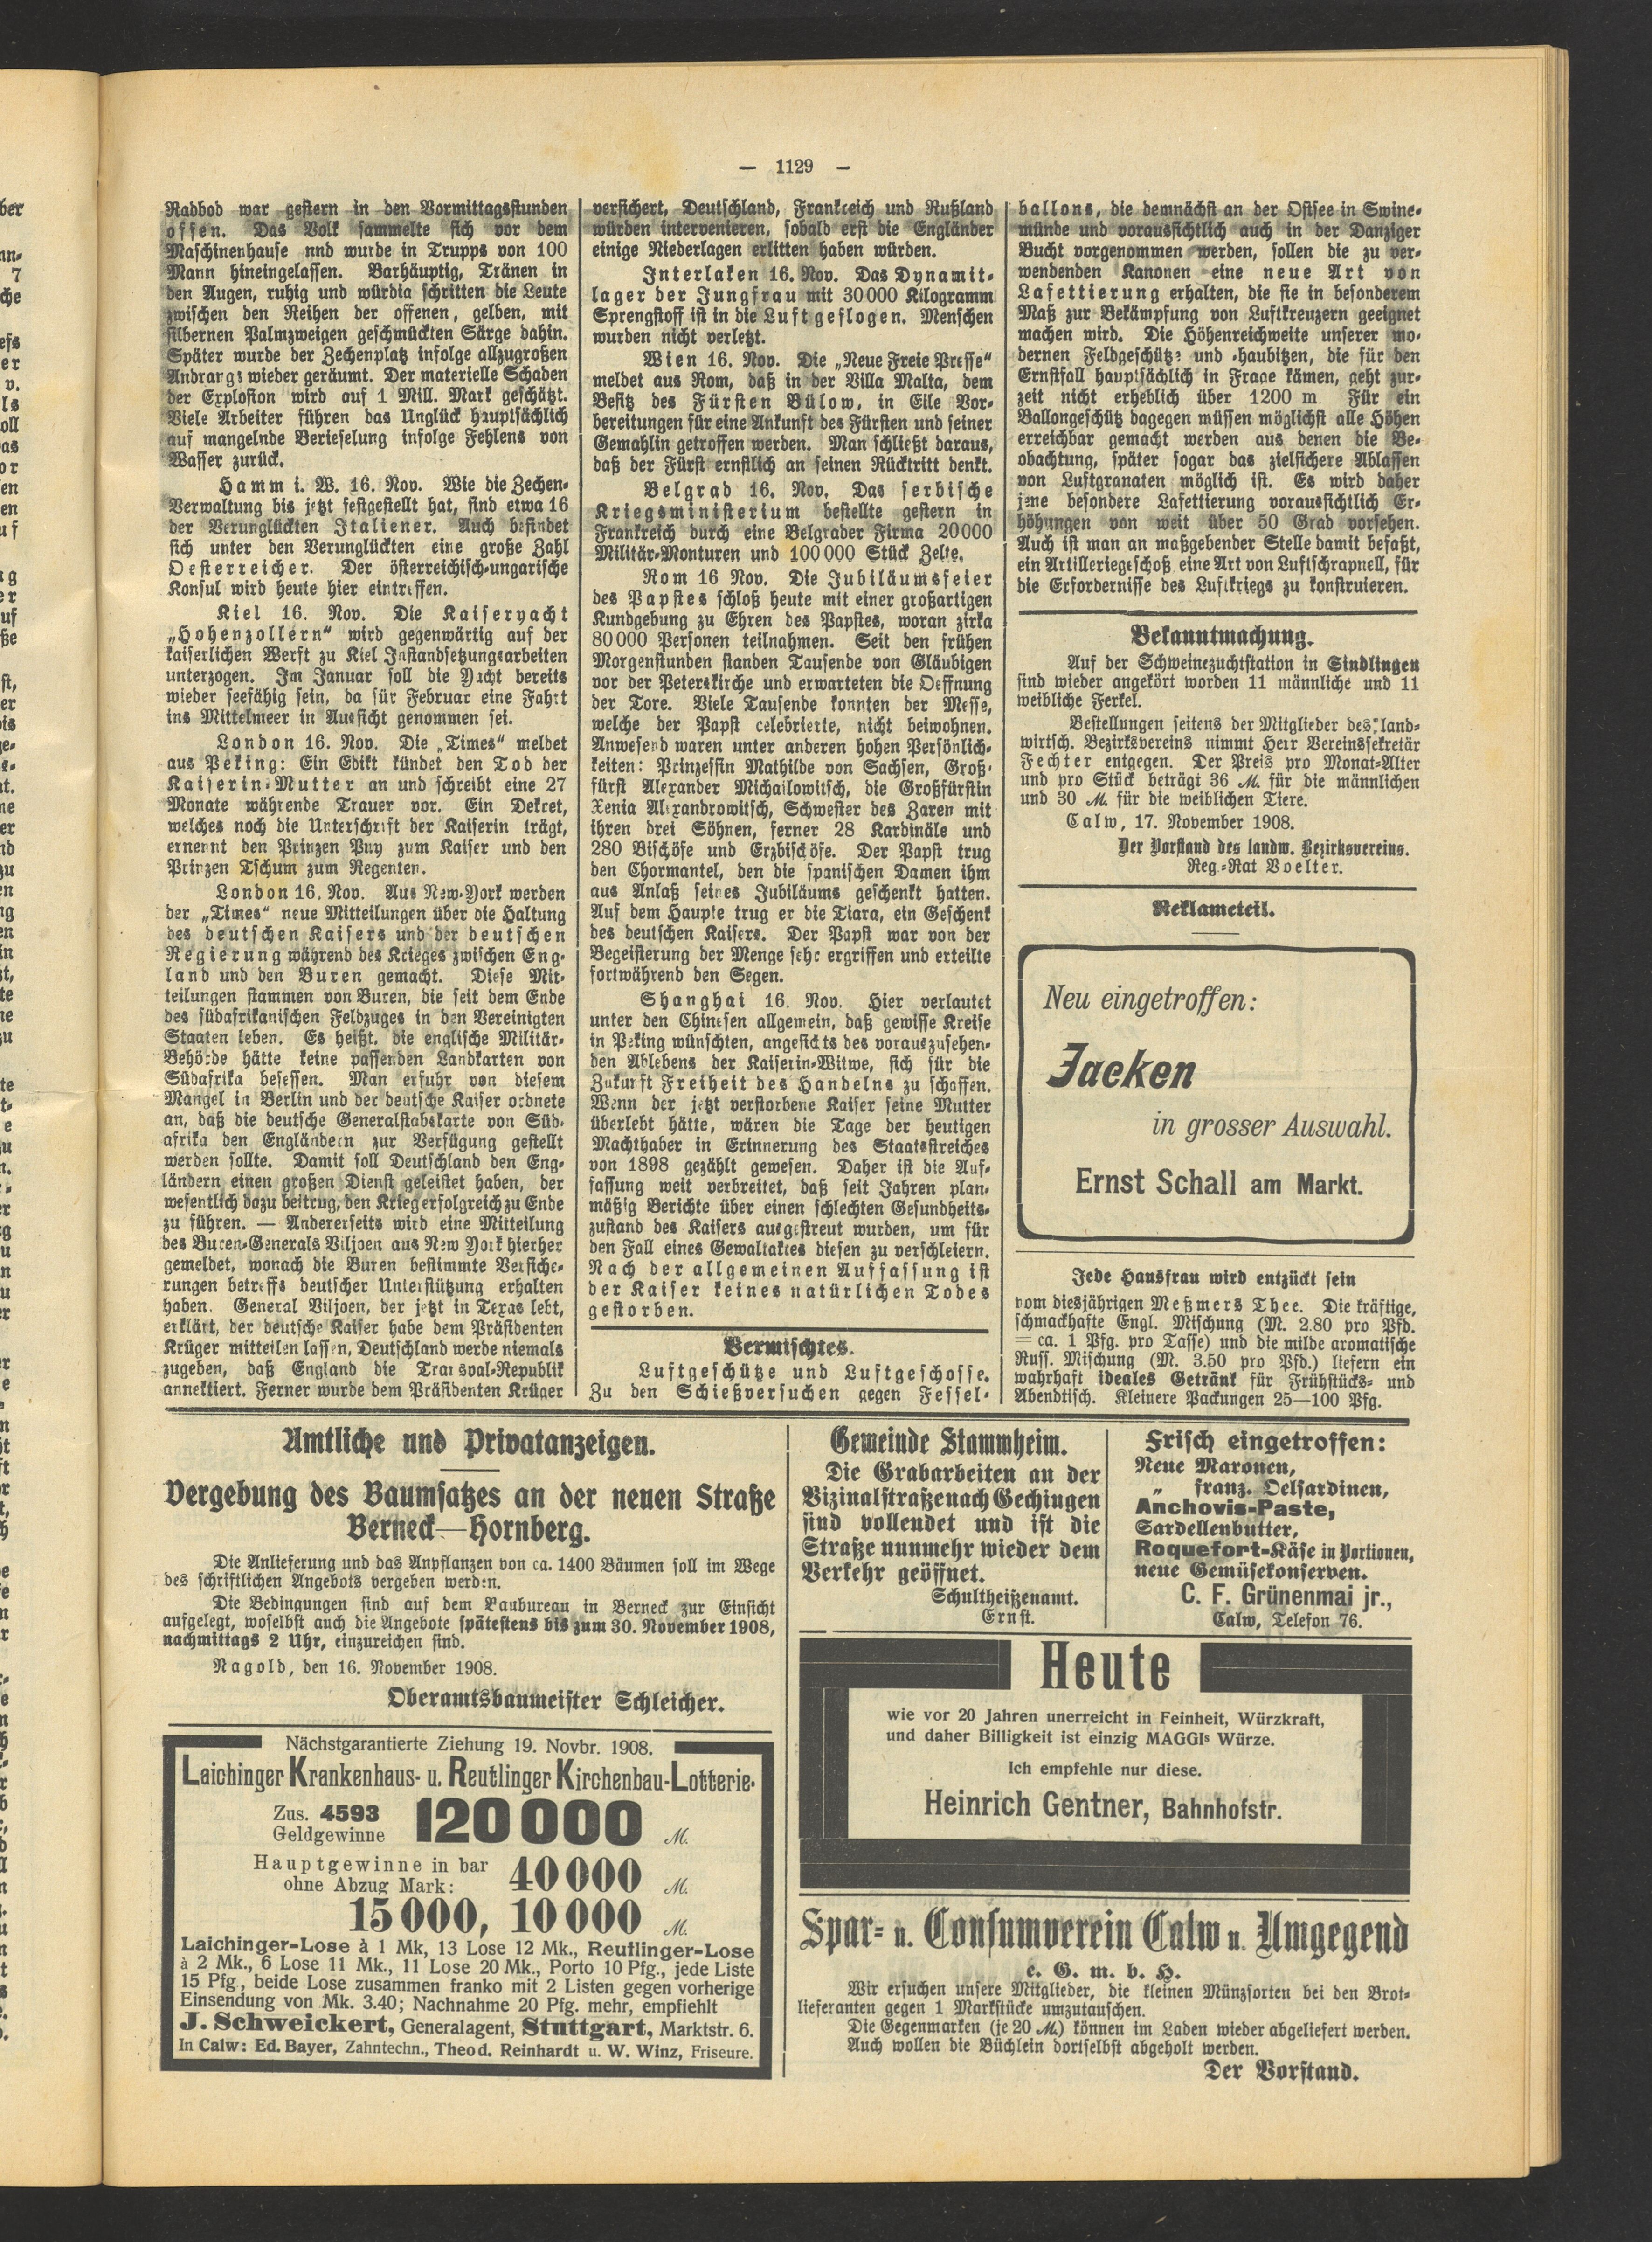 — 1129 —
Radbod war gestern in den Vormittagsstunden
offen. Das Volk sammelte sich vor dem
Maschinenhause nnd wurde in Trupps von 100
Mann hineingelassen. Barhäuptig, Tränen in
den Augen, ruhig und würdig schritten die Leute
zwischen den Reihen der offenen, gelben, mit
silbernen Palmzweigen geschmückten Särge dahin.
Später wurde der Zechenplatz infolge allzugroßen
Andrangs wieder geräumt. Der materielle Schaden
der Explosion wird auf 1 Mill. Mark geschätzt.
Viele Arbeiter führen das Unglück hauptsächlich
auf mangelnde Berieselung infolge Fehlens von
Wasser zurück.
Hamm i. W. 16. Nov. Wie die Zechen-
Verwaltung bis jetzt festgestellt hat, sind etwa 16
der Verunglückten Italiener. Auch befindet
sich unter den Verunglückten eine große Zahl
Oesterreicher. Der österreichisch-ungarische
Konsul wird heute hier eintreffen.
Kiel 16. Nov. Die Kaiseryacht
„Hohenzollern“ wird gegenwärtig auf der
kaiserlichen Werft zu Kiel Instandsetzungsarbeiten
unterzogen. Im Januar soll die Yacht bereits
wieder seefähig sein, da für Februar eine Fahrt
ins Mittelmeer in Aussicht genommen sei.
London 16. Nov. Die „Times“ meldet
aus Peking: Ein Edikt kündet den Tod der
Kaiserin-Mutter an und schreibt eine 27
Monate währende Trauer vor. Ein Dekret,
welches noch die Unterschrift der Kaiserin trägt,
ernennt den Prinzen Puy zum Kaiser und den
Prinzen Tschum zum Regenten.
London 16. Nov. Aus New-York werden
der „Times“ neue Mitteilungen über die Haltung
des deutschen Kaisers und der deutschen
Regierung während des Krieges zwischen Eng-
land und den Buren gemacht. Diese Mit-
teilungen stammen von Buren, die seit dem Ende
des südafrikanischen Feldzuges in den Vereinigten
Staaten leben. Es heißt, die englische Militär-
Behörde hätte keine passenden Landkarten von
Südafrika besessen. Man erfuhr von diesem
Mangel in Berlin und der deutsche Kaiser ordnete
an, daß die deutsche Generalstabskarte von Süd-
afrika den Engländern zur Verfügung gestellt
werden sollte. Damit soll Deutschland den Eng-
ländern einen großen Dienst geleistet haben, der
wesentlich dazu beitrug, den Krieg erfolgreich zu Ende
zu führen. — Andererseits wird eine Mitteilung
des Buren-Generals Viljoen aus New York hierher
gemeldet, wonach die Buren bestimmte Versiche-
rungen betreffs deutscher Unterstützung erhalten
haben. General Viljoen, der jetzt in Texas lebt,
erklärt, der deutsche Kaiser habe dem Präsidenten
Krüger mitteilen lassen, Deutschland werde niemals
zugeben, daß England die Transval-Republik
annektiert. Ferner wurde dem Präsidenten Krüger
versichert, Deutschland, Frankreich und Rußland
würden intervenieren, sobald erst die Engländer
einige Niederlagen erlitten haben würden.
Interlaken 16. Nov. Das Dynamit-
lager der Jungfrau mit 30000 Kilogramm
Sprengstoff ist in die Luft geflogen. Menschen
wurden nicht verletzt.
Wien 16. Nov. Die „Neue Freie Presse“
meldet aus Rom, daß in der Villa Malta, dem
Besitz des Fürsten Bülow, in Eile Vor-
bereitungen für eine Ankunft des Fürsten und seiner
Gemahlin getroffen werden. Man schließt daraus,
daß der Fürst ernstlich an seinen Rücktritt denkt.
Belgrad 16. Nov. Das serbische
Kriegsministerium bestellte gestern in
Frankreich durch eine Belgrader Firma 20000
Militär-Monturen und 100000 Stück Zelte.
Rom 16 Nov. Die Jubiläumsfeier
des Papstes schloß heute mit einer großartigen
Kundgebung zu Ehren des Papstes, woran zirka
80000 Personen teilnahmen. Seit den frühen
Morgenstunden standen Tausende von Gläubigen
vor der Peterskirche und erwarteten die Oeffnung
der Tore. Viele Tausende konnten der Messe,
welche der Papst celebrierte, nicht beiwohnen.
Anwesend waren unter anderen hohen Persönlich-
keiten: Prinzessin Mathilde von Sachsen, Groß-
fürst Alexander Michailowitsch, die Großfürstin
Xenia Alexandrowitsch, Schwester des Zaren mit
ihren drei Söhnen, ferner 28 Kardinäle und
280 Bischöfe und Erzbischöfe. Der Papst trug
den Chormantel, den die spanischen Damen ihm
aus Anlaß seines Jubiläums geschenkt hatten.
Auf dem Haupte trug er die Tiara, ein Geschenk
des deutschen Kaisers. Der Papst war von der
Begeisterung der Menge sehr ergriffen und erteilte
fortwährend den Segen.
Shanghai 16. Nov. Hier verlautet
unter den Chinesen allgemein, daß gewisse Kreise
in Peking wünschten, angesichts des vorauszusehen-
den Ablebens der Kaiserin-Witwe, sich für die
Zukunft Freiheit des Handelns zu schaffen.
Wenn der jetzt verstorbene Kaiser seine Mutter
überlebt hätte, wären die Tage der heutigen
Machthaber in Erinnerung des Staatsstreiches
von 1898 gezählt gewesen. Daher ist die Auf-
fassung weit verbreitet, daß seit Jahren plan-
mäßig Berichte über einen schlechten Gesundheits-
zustand des Kaisers ausgestreut wurden, um für
den Fall eines Gewaltaktes diesen zu verschleiern.
Nach der allgemeinen Auffassung ist
der Kaiser keines natürlichen Todes
gestorben.
Vermischtes.
Luftgeschütze und Luftgeschosse.
Zu den Schießversuchen gegen Fessel-
ballons, die demnächst an der Ostsee in Swine-
münde und voraussichtlich auch in der Danziger
Bucht vorgenommen werden, sollen die zu ver-
wendenden Kanonen eine neue Art von
Lafettierung erhalten, die sie in besonderem
Maß zur Bekämpfung von Luftkreuzern geeignet
machen wird. Die Höhenreichweite unserer mo-
dernen Feldgeschütze und -haubitzen, die für den
Ernstfall hauptsächlich in Frage kämen, geht zur-
zeit nicht erheblich über 1200 m Für ein
Ballongeschütz dagegen müssen möglichst alle Höhen
erreichbar gemacht werden aus denen die Be-
obachtung, später sogar das zielsichere Ablassen
von Luftgranaten möglich ist. Es wird daher
jene besondere Lafettierung voraussichtlich Er-
höhungen von weit über 50 Grad vorsehen.
Auch ist man an maßgebender Stelle damit befaßt,
ein Artilleriegeschoß eine Art von Luftschrapnell, für
die Erfordernisse des Luftkriegs zu konstruieren.
Bekanntmachung.
Auf der Schweinezuchtstation in Sindlingen
sind wieder angekört worden 11 männliche und 11
weibliche Ferkel.
Bestellungen seitens der Mitglieder des land-
wirtsch. Bezirksvereins nimmt Herr Vereinssekretär
Fechter entgegen. Der Preis pro Monat-Alter
und pro Stück beträgt 36 M. für die männlichen
und 30 M. für die weiblichen Tiere.
Calw, 17. November 1908.
Der Vorstand des landw. Bezirksvereins.
Reg.-Rat Voelter.
Reklameteil.
Neu eingetroffen:
Jacken
in grosser Auswahl.
Ernst Schall am Markt.
Jede Hausfrau wird entzückt sein
vom diesjährigen Meßmers Thee. Die kräftige,
schmackhafte Engl. Mischung (M. 2.80 pro Pfd.
= ca. 1 Pfg. pro Tasse) und die milde aromatische
Russ. Mischung (M. 3.50 pro Pfd.) liefern ein
wahrhaft ideales Getränk für Frühstücks- und
Abendtisch. Kleinere Packungen 25—100 Pfg.
Amtliche und Privatanzeigen.
Vergebung des Baumsatzes an der neuen Straße
Berneck—Hornberg.
Die Anlieferung und das Anpflanzen von ca. 1400 Bäumen soll im Wege
des schriftlichen Angebots vergeben werden.
Die Bedingungen sind auf dem Baubureau in Berneck zur Einsicht
aufgelegt, woselbst auch die Angebote spätestens bis zum 30. November 1908,
nachmittags 2 Uhr, einzureichen sind.
Nagold, den 16. November 1908.
Oberamtsbaumeister Schleicher.
Nächstgarantierte Ziehung 19. Novbr. 1908.
Laichinger Krankenhaus- u. Reutlinger Kirchenbau-Lotterie.
Zus. 4593
Geldgewinne 120000 M.
Hauptgewinne in bar
ohne Abzug Mark: 40000 M.
15000, 10000 M.
Laichinger-Lose à 1 Mk, 13 Lose 12 Mk., Reutlinger-Lose
à 2 Mk., 6 Lose 11 Mk., 11 Lose 20 Mk., Porto 10 Pfg., jede Liste
15 Pfg, beide Lose zusammen franko mit 2 Listen gegen vorherige
Einsendung von Mk. 3.40; Nachnahme 20 Pfg. mehr, empfiehlt
J. Schweickert, Generalagent, Stuttgart, Marktstr. 6.
In Calw: Ed. Bayer, Zahntechn., Theod. Reinhardt u. W. Winz, Friseure.
Gemeinde Stammheim.
Die Grabarbeiten an der
Vizinalstraße nach Gechingen
sind vollendet und ist die
Straße nunmehr wieder dem
Verkehr geöffnet.
Schultheißenamt.
Ernst.
Frisch eingetroffen:
Neue Maronen,
„ franz. Oelsardinen,
Anchovis-Paste,
Sardellenbutter,
Roquefort-Käse in Portionen,
neue Gemüsekonserven.
C. F. Grünenmai jr.,
Calw, Telefon 76.
Heute
wie vor 20 Jahren unerreicht in Feinheit, Würzkraft,
und daher Billigkeit ist einzig MAGGIs Würze.
Ich empfehle nur diese.
Heinrich Gentner, Bahnhofstr.
Spar- u. Consumverein Calw u. Umgegend
e. G. m. b. H.
Wir ersuchen unsere Mitglieder, die kleinen Münzsorten bei den Brot-
lieferanten gegen 1 Markstücke umzutauschen.
Die Gegenmarken (je 20 M.) können im Laden wieder abgeliefert werden.
Auch wollen die Büchlein dortselbst abgeholt werden.
Der Vorstand.